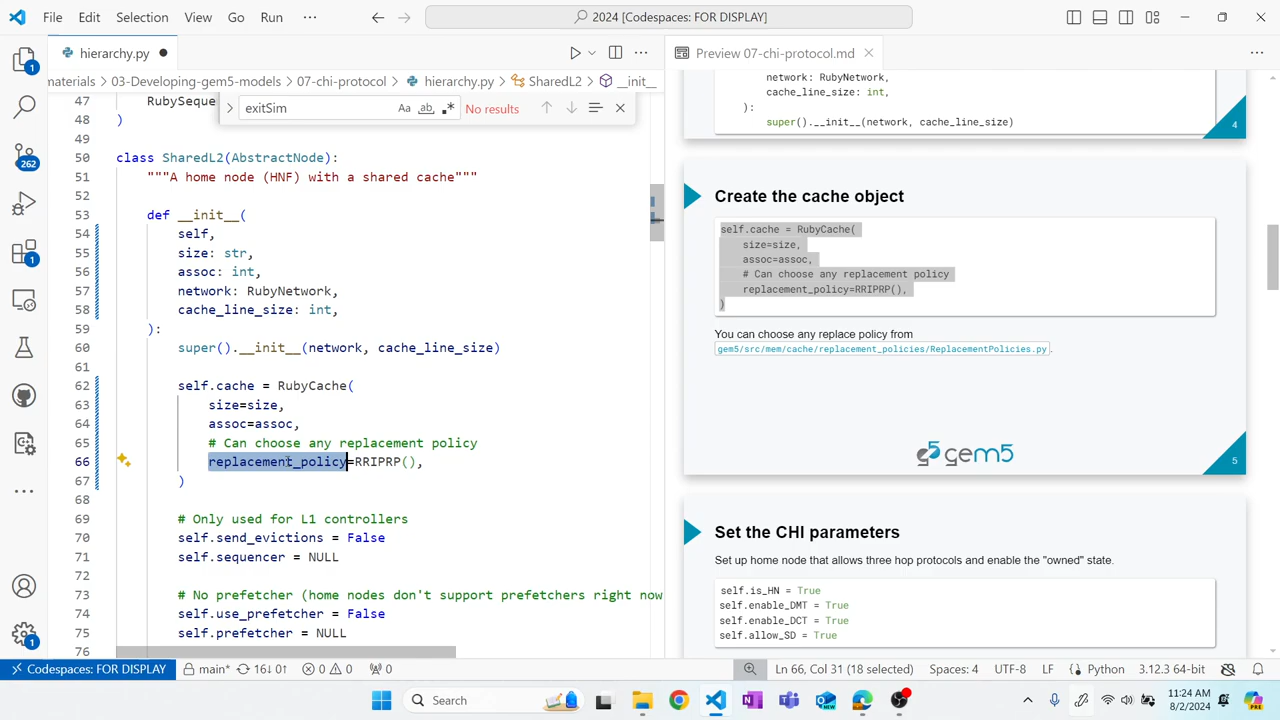 File Edit Selection View Go Run ··· 2024 [Codespaces: FOR DISPLAY]
hierarchy.py
Preview 07-chi-protocol.md
materials > 03-Developing-gem5-models > 07-chi-protocol > hierarchy.py > SharedL2 > __init__
exitSim Aa ab .* No results
47 RubySeque
48 )
49
50 class SharedL2(AbstractNode):
51 """A home node (HNF) with a shared cache"""
52
53 def __init__(
54 self,
55 size: str,
56 assoc: int,
57 network: RubyNetwork,
58 cache_line_size: int,
59 ):
60 super().__init__(network, cache_line_size)
61
62 self.cache = RubyCache(
63 size=size,
64 assoc=assoc,
65 # Can choose any replacement policy
66 replacement_policy=RRIPRP(),
67 )
68
69 # Only used for L1 controllers
70 self.send_evictions = False
71 self.sequencer = NULL
72
73 # No prefetcher (home nodes don't support prefetchers right now
74 self.use_prefetcher = False
75 self.prefetcher = NULL
76
network: RubyNetwork,
cache_line_size: int,
):
super().__init__(network, cache_line_size)
4
Create the cache object
self.cache = RubyCache(
size=size,
assoc=assoc,
# Can choose any replacement policy
replacement_policy=RRIPRP(),
)
You can choose any replace policy from
gem5/src/mem/cache/replacement_policies/ReplacementPolicies.py.
gem5
5
Set the CHI parameters
Set up home node that allows three hop protocols and enable the "owned" state.
self.is_HN = True
self.enable_DMT = True
self.enable_DCT = True
self.allow_SD = True
1
262
1
1
Codespaces: FOR DISPLAY main* 16↓ 0↑ 0 0 0 Ln 66, Col 31 (18 selected) Spaces: 4 UTF-8 LF Python 3.12.3 64-bit
Search
11:24 AM
8/2/2024